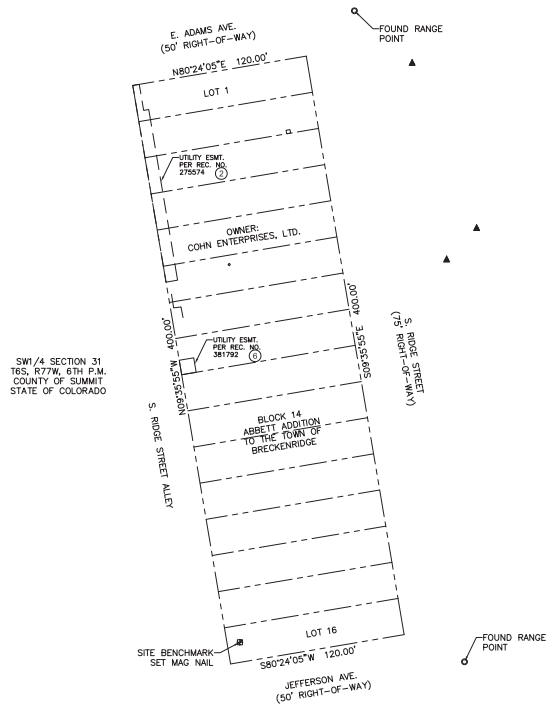 E. ADAMS AVE.
(50' RIGHT-OF-WAY)
FOUND RANGE
POINT
N80°24'05"E 120.00'
LOT 1
UTILITY ESMT.
PER REC. NO.
275574 2
OWNER:
COHN ENTERPRISES, LTD.
UTILITY ESMT.
PER REC. NO.
381792 6
N09°35'55"W 400.00'
S09°35'55"E 400.00'
S. RIDGE STREET
(75' RIGHT-OF-WAY)
SW1/4 SECTION 31
T6S, R77W, 6TH P.M.
COUNTY OF SUMMIT
STATE OF COLORADO
S. RIDGE STREET ALLEY
BLOCK 14
ABBETT ADDITION
TO THE TOWN OF
BRECKENRIDGE
LOT 16
SITE BENCHMARK
SET MAG NAIL
S80°24'05"W 120.00'
FOUND RANGE
POINT
JEFFERSON AVE.
(50' RIGHT-OF-WAY)